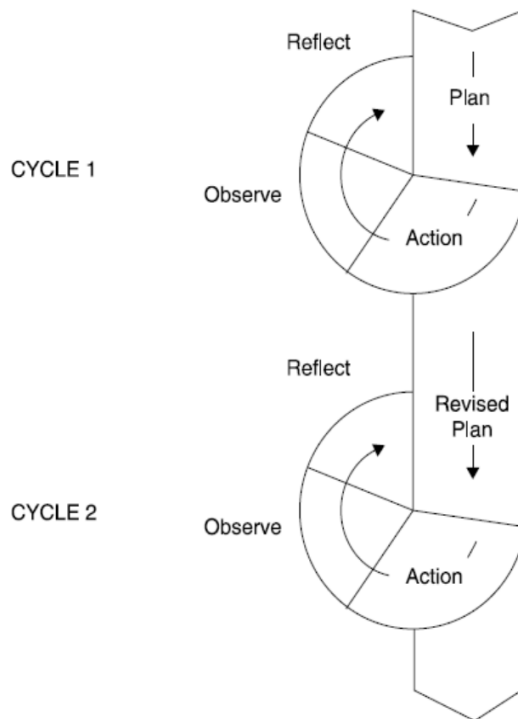 Reflect
Plan
CYCLE 1
Observe
Action
Reflect
Revised
Plan
CYCLE 2
Observe
Action